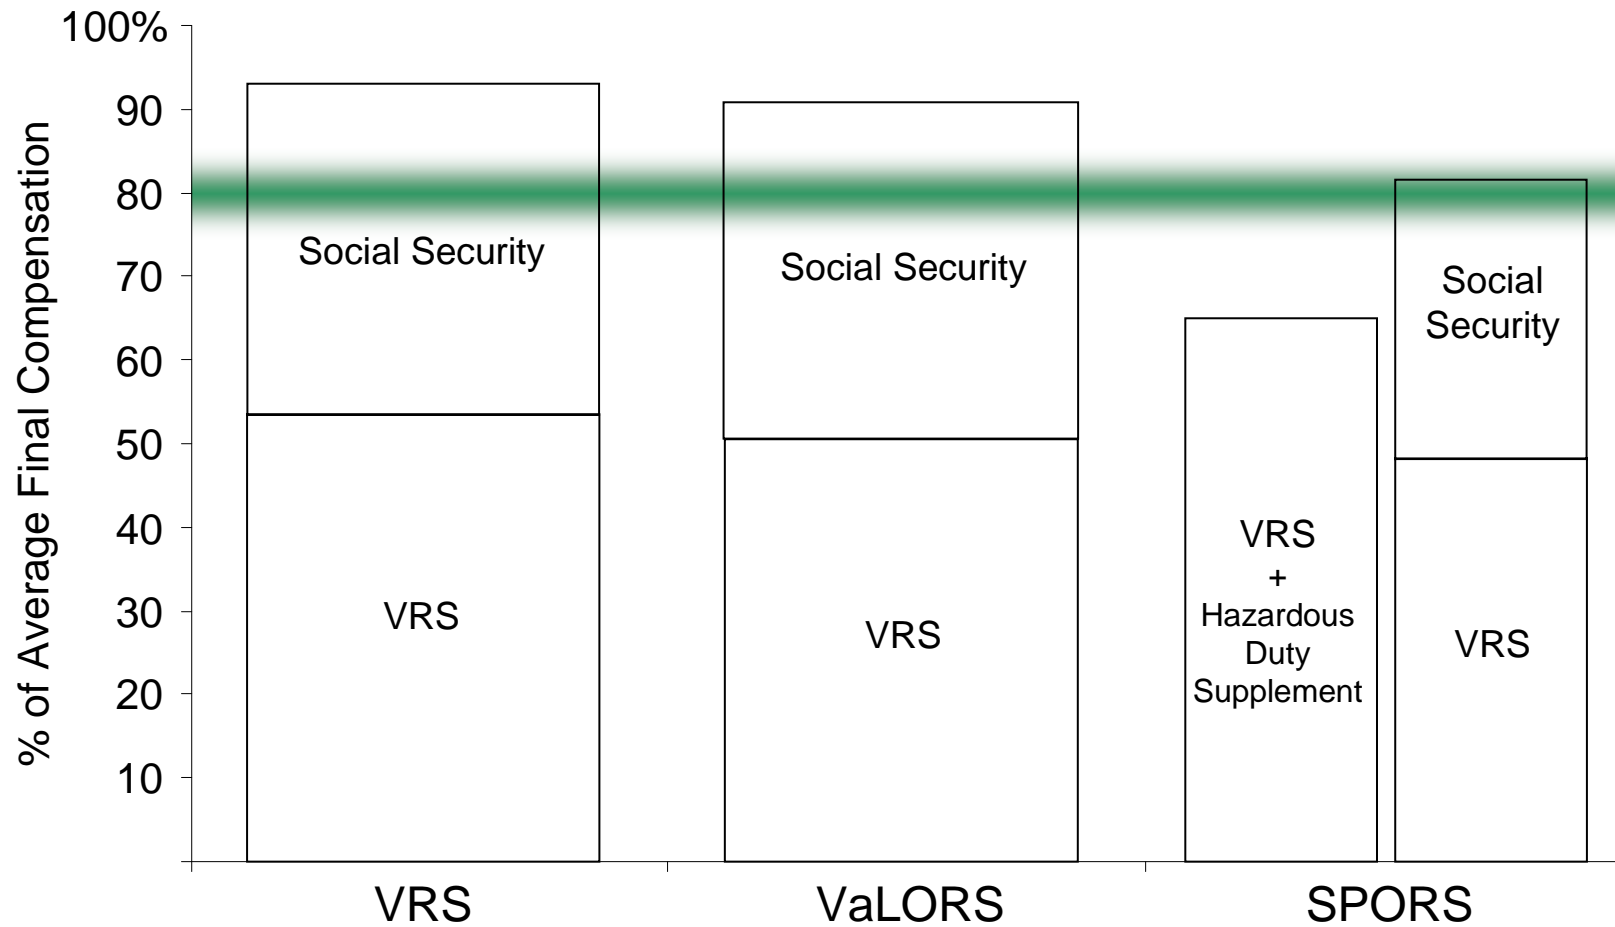 % of Average Final Compensation
100%
90
80
70
60
50
40
30
20
10
Social Security
VRS
Social Security
VRS
VRS
+
Hazardous
Duty
Supplement
Social
Security
VRS
VRS
VaLORS
SPORS